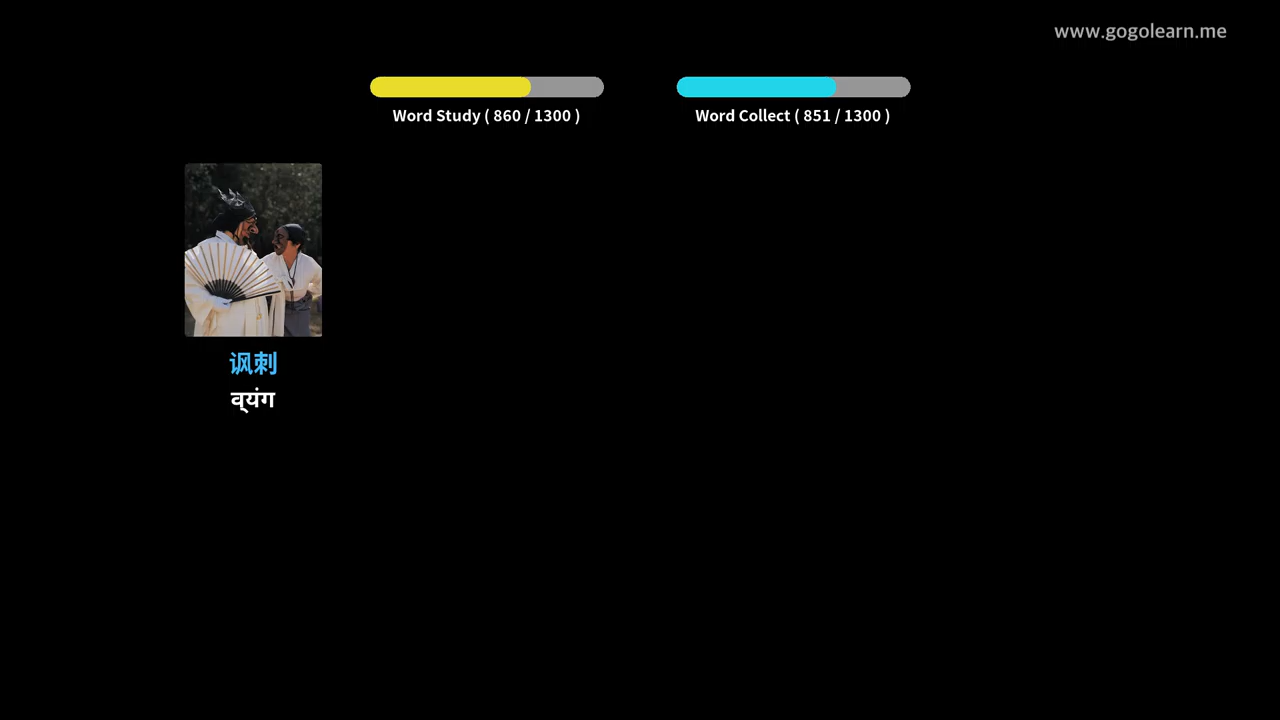 www.gogolearn.me
Word Study ( 860 / 1300 )
Word Collect ( 851 / 1300 )
讽刺
व्यंग